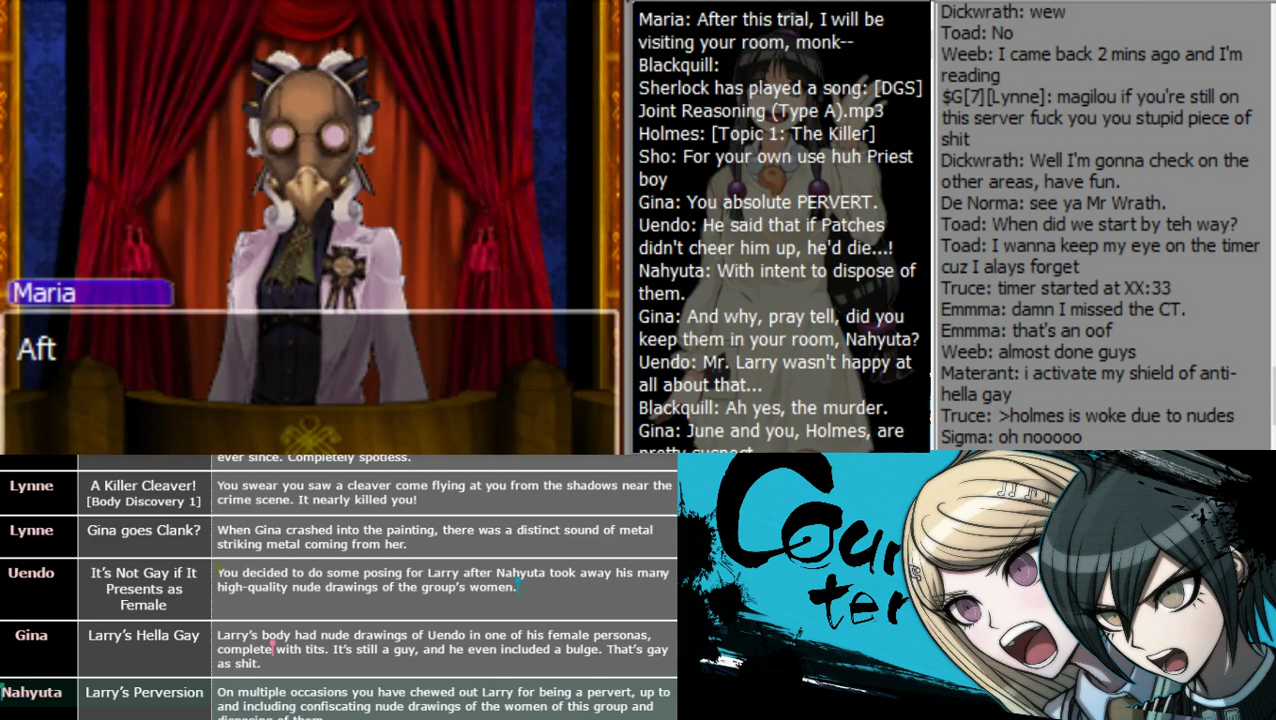 Maria
Aft
Maria: After this trial, I will be
visiting your room, monk--
Blackquill:
Sherlock has played a song: [DGS]
Joint Reasoning (Type A).mp3
Holmes: [Topic 1: The Killer]
Sho: For your own use huh Priest
boy
Gina: You absolute PERVERT.
Uendo: He said that if Patches
didn't cheer him up, he'd die...!
Nahyuta: With intent to dispose of
them.
Gina: And why, pray tell, did you
keep them in your room, Nahyuta?
Uendo: Mr. Larry wasn't happy at
all about that...
Blackquill: Ah yes, the murder.
Gina: June and you, Holmes, are
pretty suspect
Dickwrath: wew
Toad: No
Weeb: I came back 2 mins ago and I'm
reading
$G[7][Lynne]: magilou if you're still on
this server fuck you you stupid piece of
shit
Dickwrath: Well I'm gonna check on the
other areas, have fun.
De Norma: see ya Mr Wrath.
Toad: When did we start by teh way?
Toad: I wanna keep my eye on the timer
cuz I alays forget
Truce: timer started at XX:33
Emmma: damn I missed the CT.
Emmma: that's an oof
Weeb: almost done guys
Materant: i activate my shield of anti-
hella gay
Truce: >holmes is woke due to nudes
Sigma: oh nooooo
ever since. Completely spotless.
Lynne
A Killer Cleaver!
[Body Discovery 1]
You swear you saw a cleaver come flying at you from the shadows near the
crime scene. It nearly killed you!
Lynne
Gina goes Clank?
When Gina crashed into the painting, there was a distinct sound of metal
striking metal coming from her.
Uendo
It's Not Gay if It
Presents as
Female
You decided to do some posing for Larry after Nahyuta took away his many
high-quality nude drawings of the group's women.
Gina
Larry's Hella Gay
Larry's body had nude drawings of Uendo in one of his female personas,
complete with tits. It's still a guy, and he even included a bulge. That's gay
as shit.
Nahyuta
Larry's Perversion
On multiple occasions you have chewed out Larry for being a pervert, up to
and including confiscating nude drawings of the women of this group and
disposing of them
Coun
ter